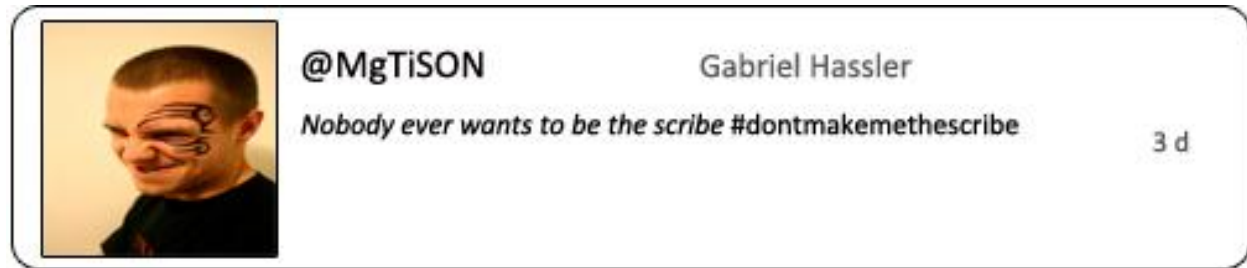 @MgTiSON Gabriel Hassler
Nobody ever wants to be the scribe #dontmakemethescribe
3 d